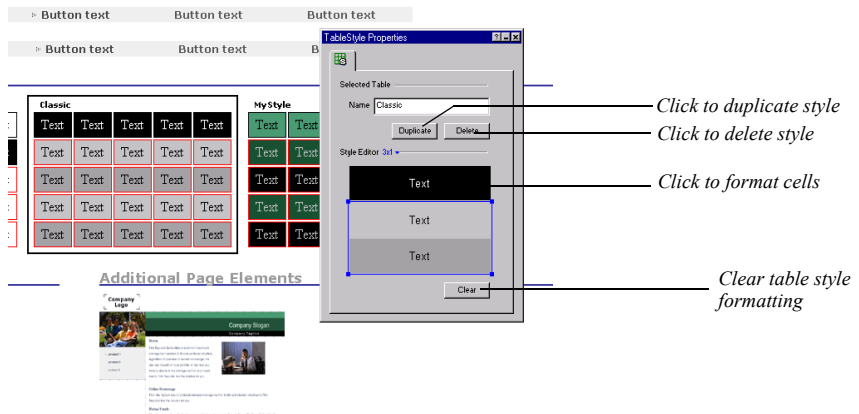 Button text Button text Button text
Button text Button text B
TableStyle Properties
Selected Table
Name Classic
Duplicate Delete
Style Editor 3x1
Text
Text
Text
Clear
Click to duplicate style
Click to delete style
Click to format cells
Clear table style
formatting
Classic MyStyle
Text Text Text Text Text Text Text
Text Text Text Text Text Text Text
Text Text Text Text Text Text Text
Text Text Text Text Text Text Text
Text Text Text Text Text Text Text
Additional Page Elements
Company
Logo
Company Slogan
Company Tagline